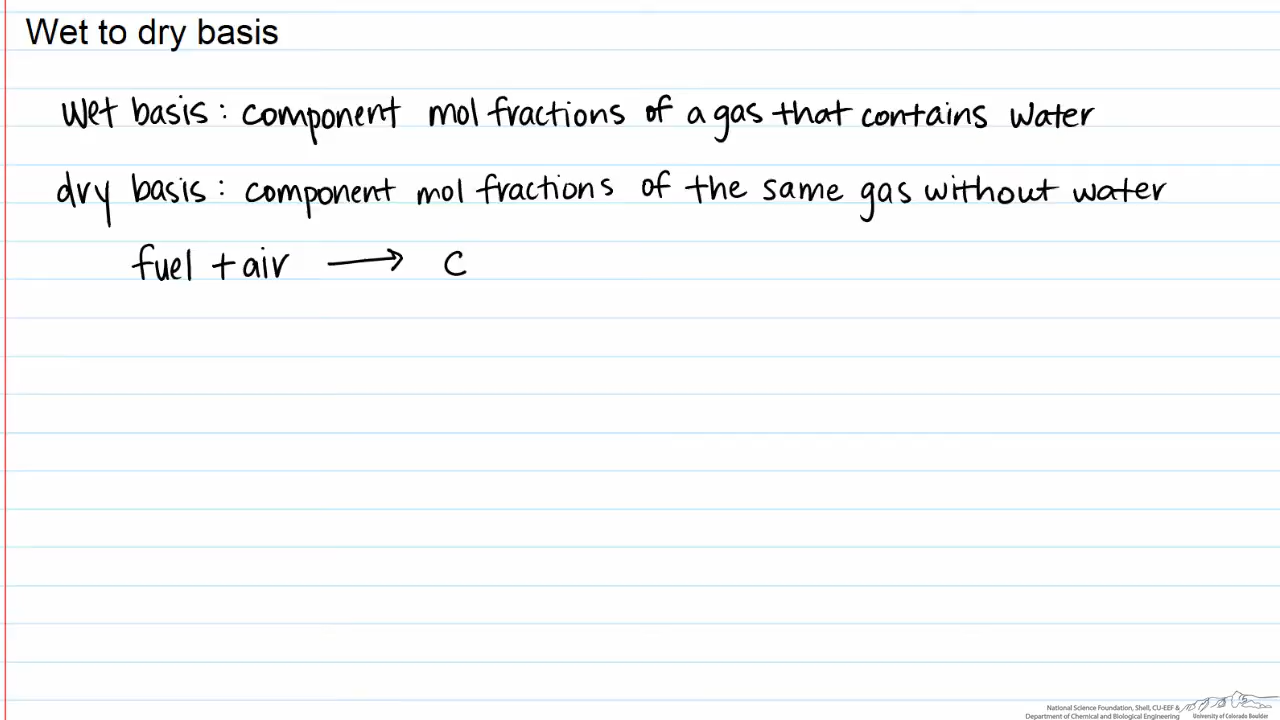 Wet to dry basis
wet basis: component mol fractions of a gas that contains water
dry basis: component mol fractions of the same gas without water
fuel + air → C
National Science Foundation, Shell, CU-EEF &
Department of Chemical and Biological Engineering
University of Colorado Boulder